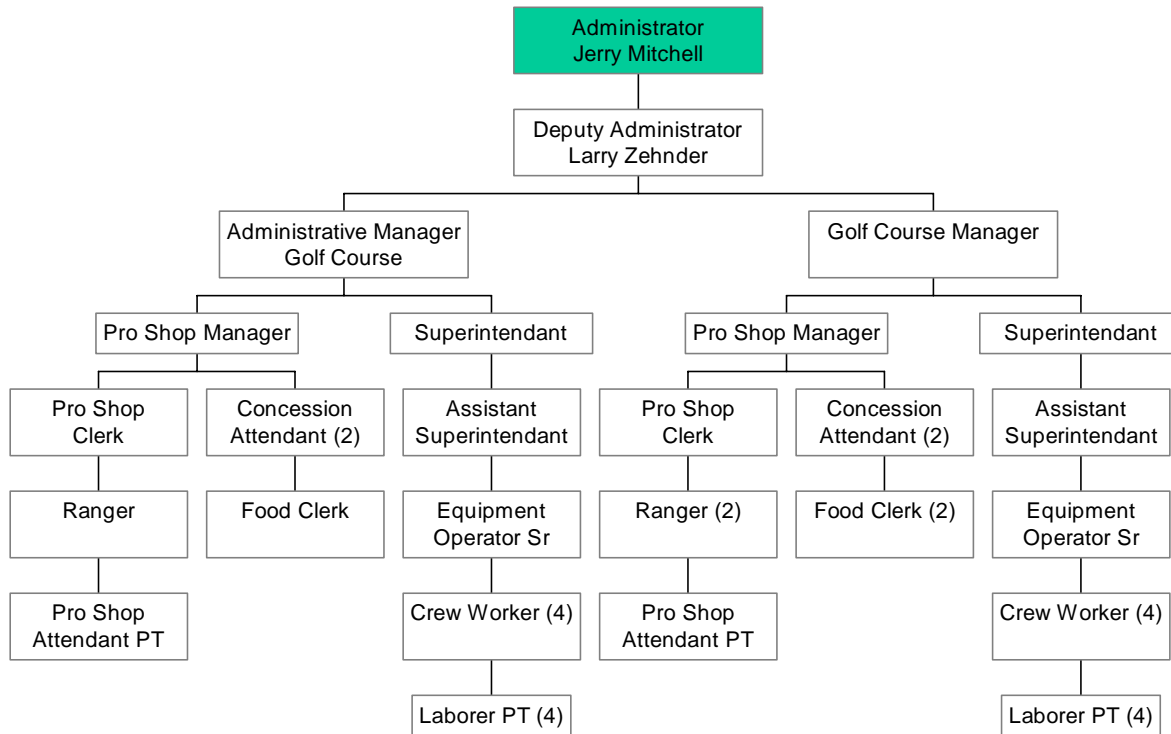 Administrator
Jerry Mitchell
Deputy Administrator
Larry Zehnder
Administrative Manager
Golf Course
Golf Course Manager
Pro Shop Manager
Superintendant
Pro Shop Manager
Superintendant
Pro Shop
Clerk
Concession
Attendant (2)
Assistant
Superintendant
Pro Shop
Clerk
Concession
Attendant (2)
Assistant
Superintendant
Ranger
Food Clerk
Equipment
Operator Sr
Ranger (2)
Food Clerk (2)
Equipment
Operator Sr
Pro Shop
Attendant PT
Crew Worker (4)
Pro Shop
Attendant PT
Crew Worker (4)
Laborer PT (4)
Laborer PT (4)